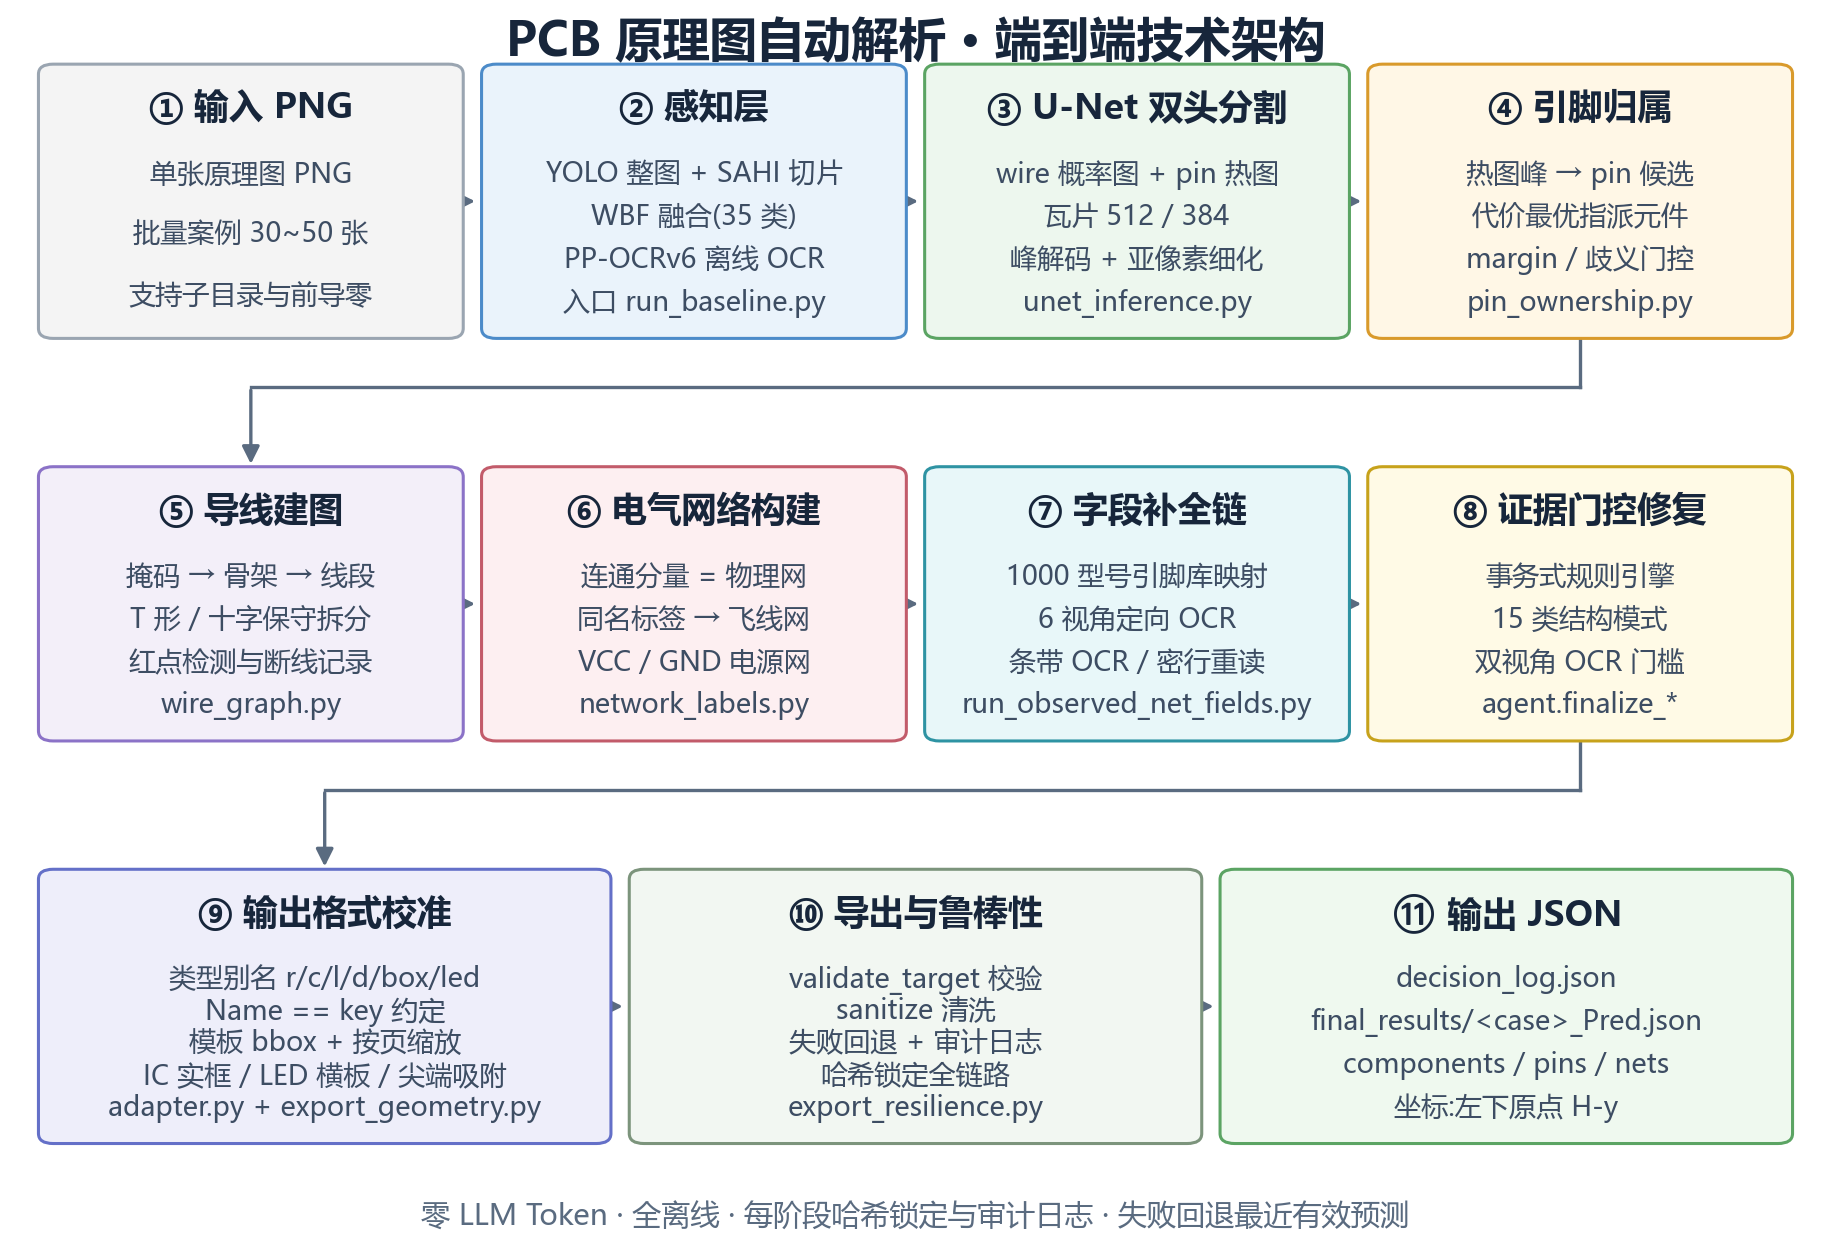 PCB 原理图自动解析 · 端到端技术架构
① 输入 PNG
单张原理图 PNG
批量案例 30~50 张
支持子目录与前导零
② 感知层
YOLO 整图 + SAHI 切片
WBF 融合(35 类)
PP-OCRv6 离线 OCR
入口 run_baseline.py
③ U-Net 双头分割
wire 概率图 + pin 热图
瓦片 512 / 384
峰解码 + 亚像素细化
unet_inference.py
④ 引脚归属
热图峰 → pin 候选
代价最优指派元件
margin / 歧义门控
pin_ownership.py
⑤ 导线建图
掩码 → 骨架 → 线段
T 形 / 十字保守拆分
红点检测与断线记录
wire_graph.py
⑥ 电气网络构建
连通分量 = 物理网
同名标签 → 飞线网
VCC / GND 电源网
network_labels.py
⑦ 字段补全链
1000 型号引脚库映射
6 视角定向 OCR
条带 OCR / 密行重读
run_observed_net_fields.py
⑧ 证据门控修复
事务式规则引擎
15 类结构模式
双视角 OCR 门槛
agent.finalize_*
⑨ 输出格式校准
类型别名 r/c/l/d/box/led
Name == key 约定
模板 bbox + 按页缩放
IC 实框 / LED 横板 / 尖端吸附
adapter.py + export_geometry.py
⑩ 导出与鲁棒性
validate_target 校验
sanitize 清洗
失败回退 + 审计日志
哈希锁定全链路
export_resilience.py
⑪ 输出 JSON
decision_log.json
final_results/<case>_Pred.json
components / pins / nets
坐标:左下原点 H-y
零 LLM Token · 全离线 · 每阶段哈希锁定与审计日志 · 失败回退最近有效预测